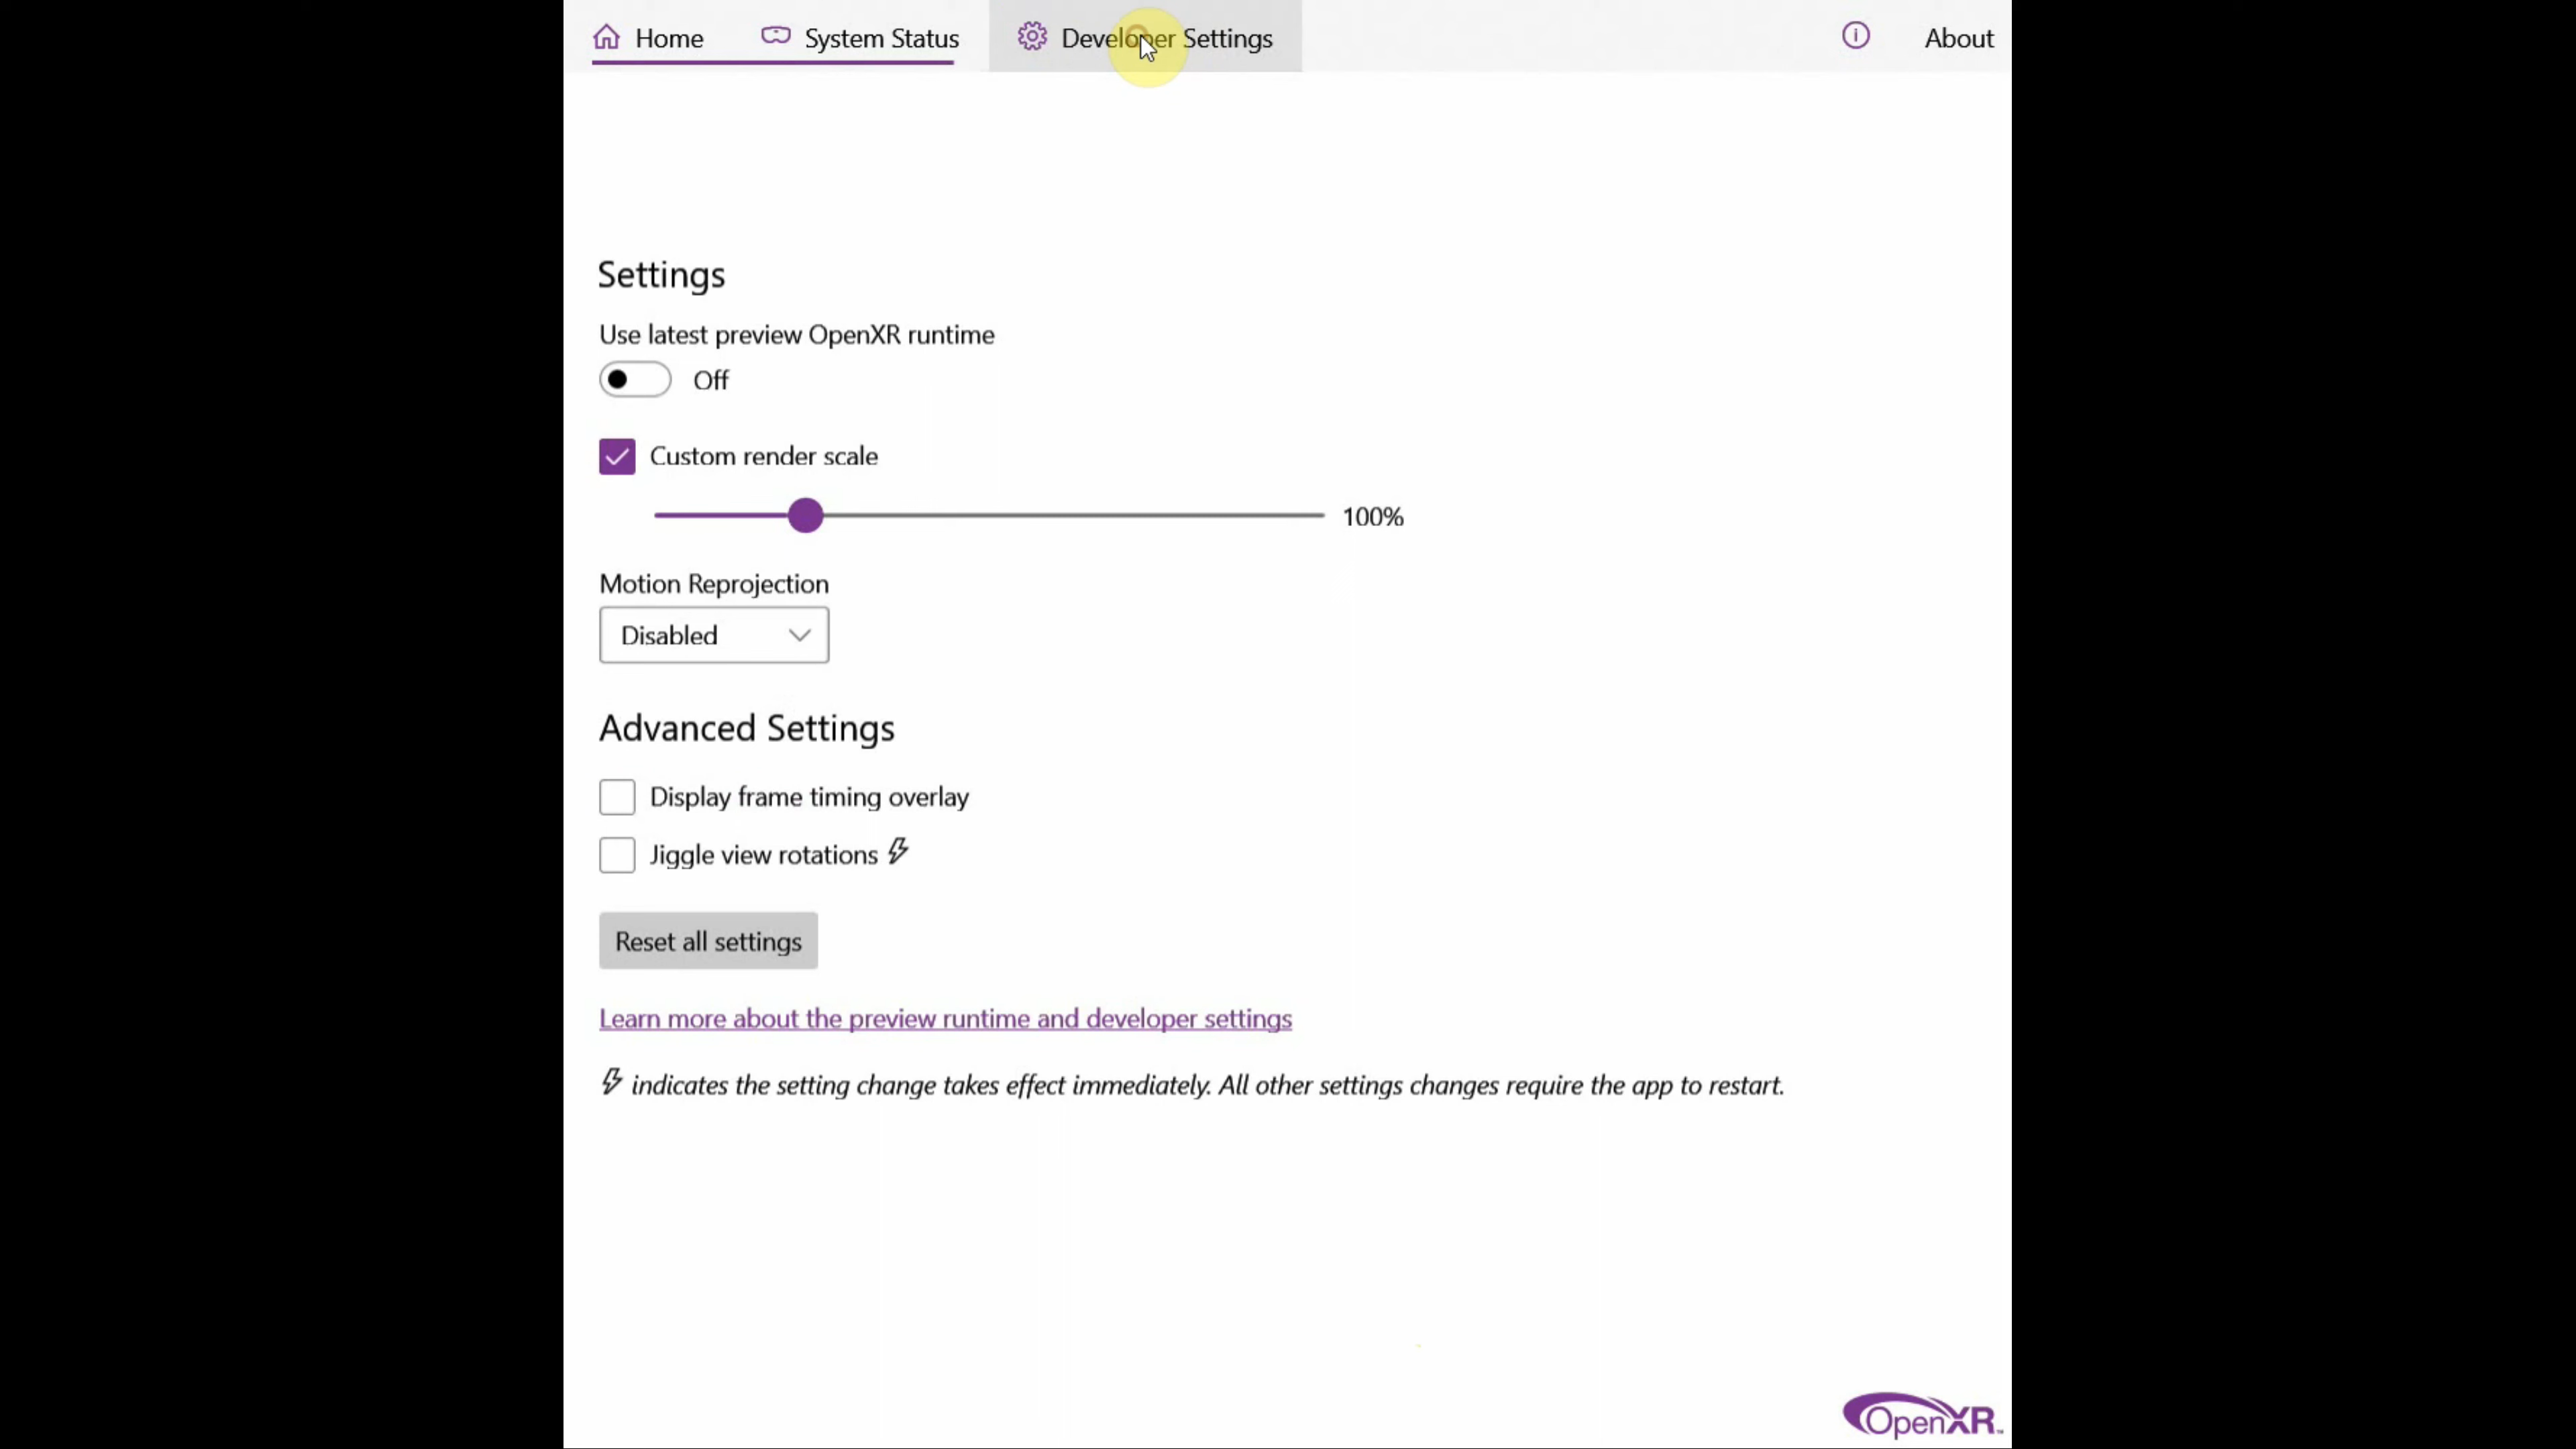 Home System Status Developer Settings About
Settings
Use latest preview OpenXR runtime
Off
Custom render scale
100%
Motion Reprojection
Disabled
Advanced Settings
Display frame timing overlay
Jiggle view rotations
Reset all settings
Learn more about the preview runtime and developer settings
indicates the setting change takes effect immediately. All other settings changes require the app to restart.
OpenXR™